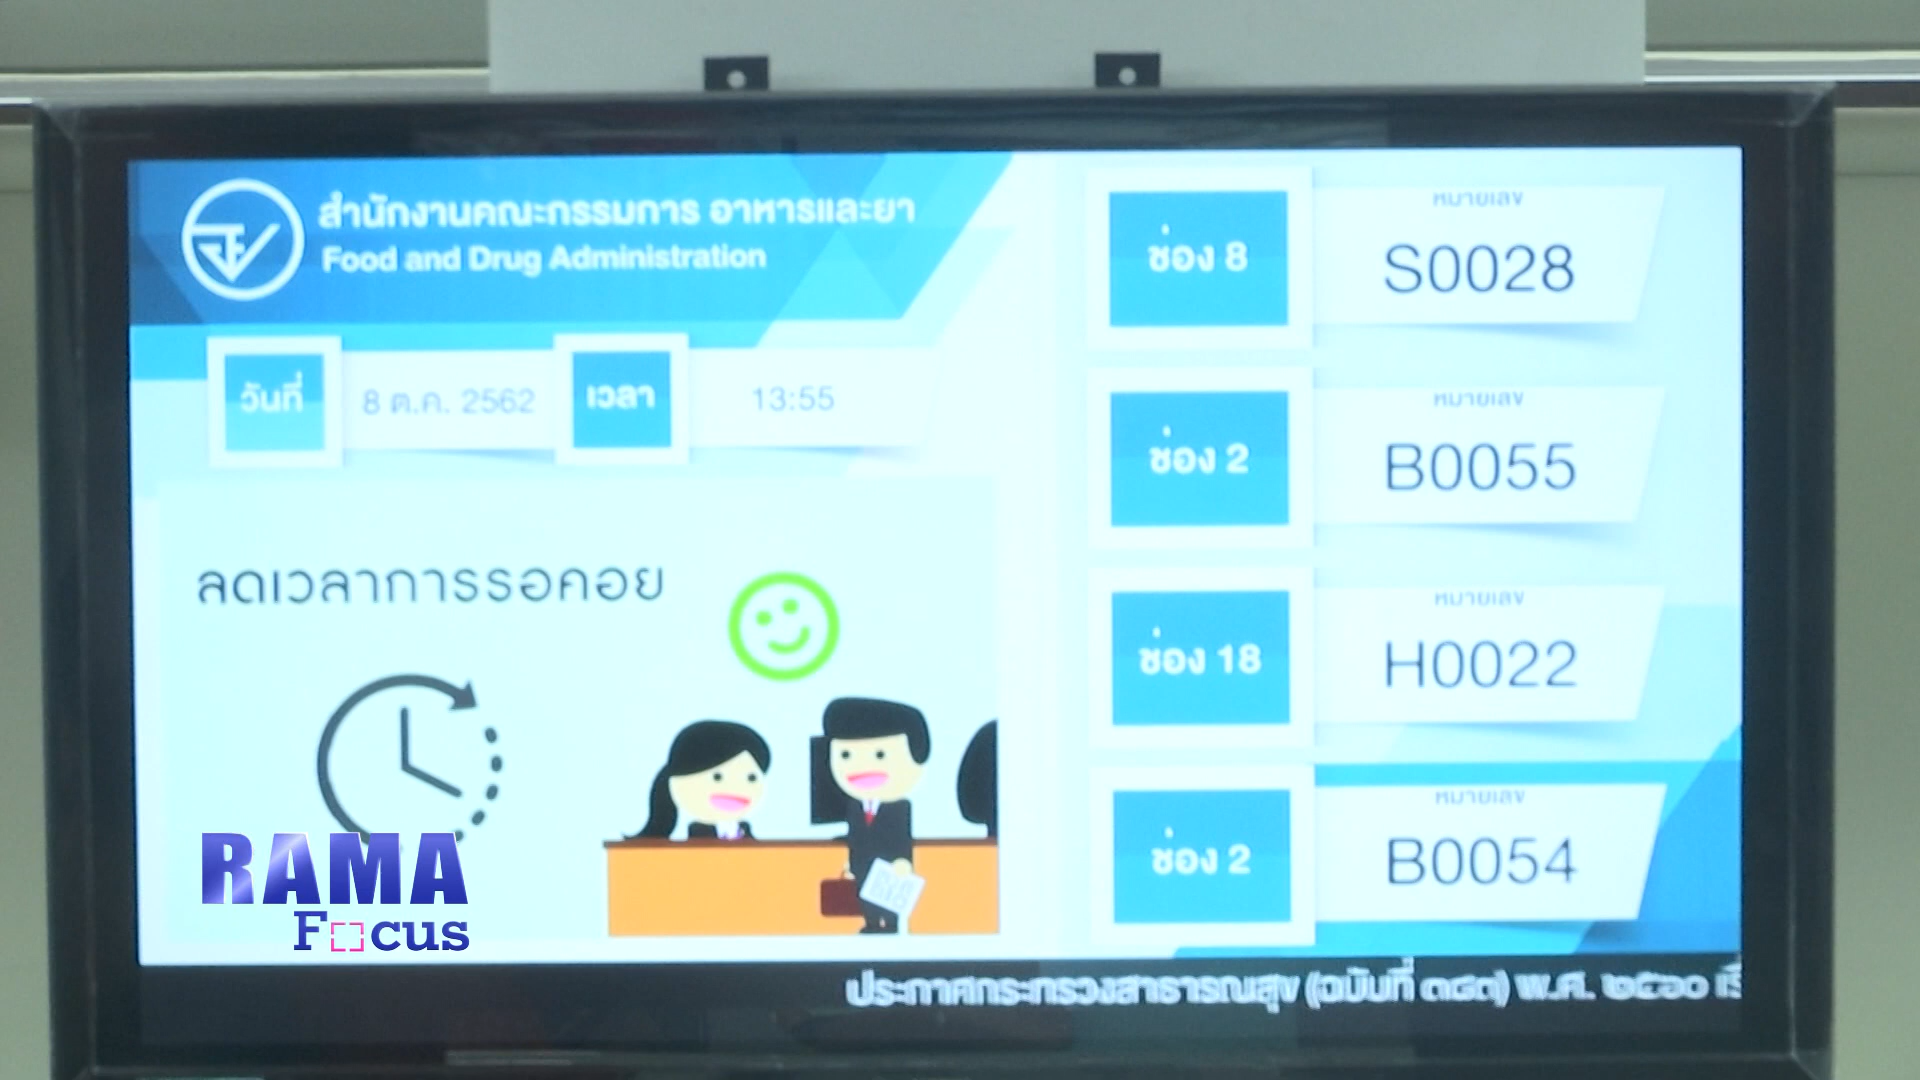 สำนักงานคณะกรรมการ อาหารและยา
Food and Drug Administration
วันที่
8 ต.ค. 2562
เวลา
13:55
ลดเวลาการรอคอย
ช่อง 8
หมายเลข
S0028
ช่อง 2
หมายเลข
B0055
ช่อง 18
หมายเลข
H0022
ช่อง 2
หมายเลข
B0054
RAMA
Focus
ประกาศกระทรวงสาธารณสุข (ฉบับที่ ๓๘๓) พ.ศ. ๒๕๖๐